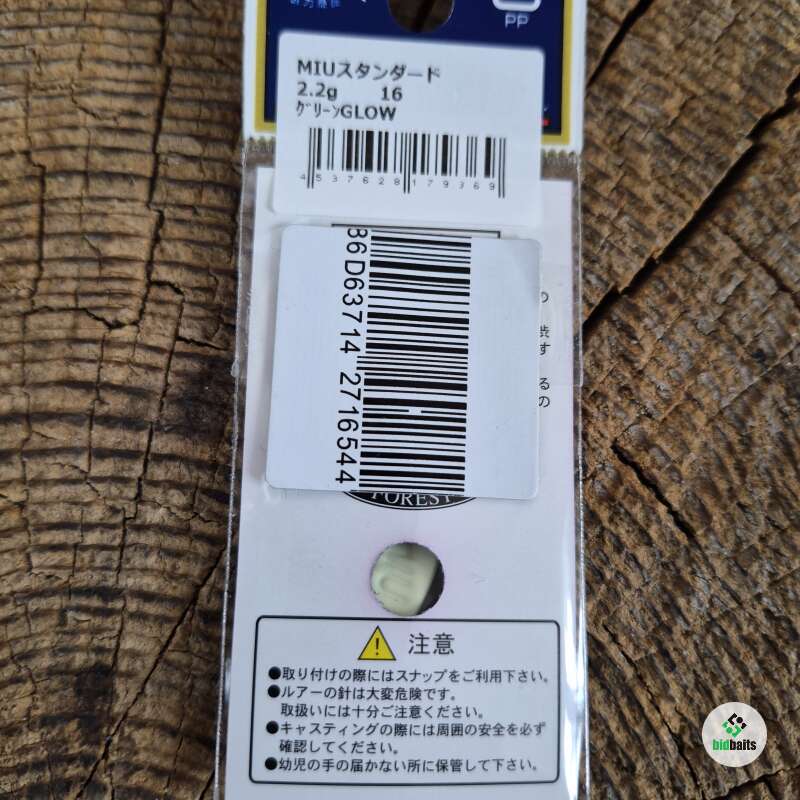 PP
MIUスタンダード
2.2g 16
グリーンGLOW
4537628179369
86D63714 2716544
の
渋
す
る
の
FOREST
注意
●取り付けの際にはスナップをご利用下さい。
●ルアーの針は大変危険です。
取扱いには十分ご注意ください。
●キャスティングの際には周囲の安全を必ず
確認してください。
●幼児の手の届かない所に保管して下さい。
bidbaits